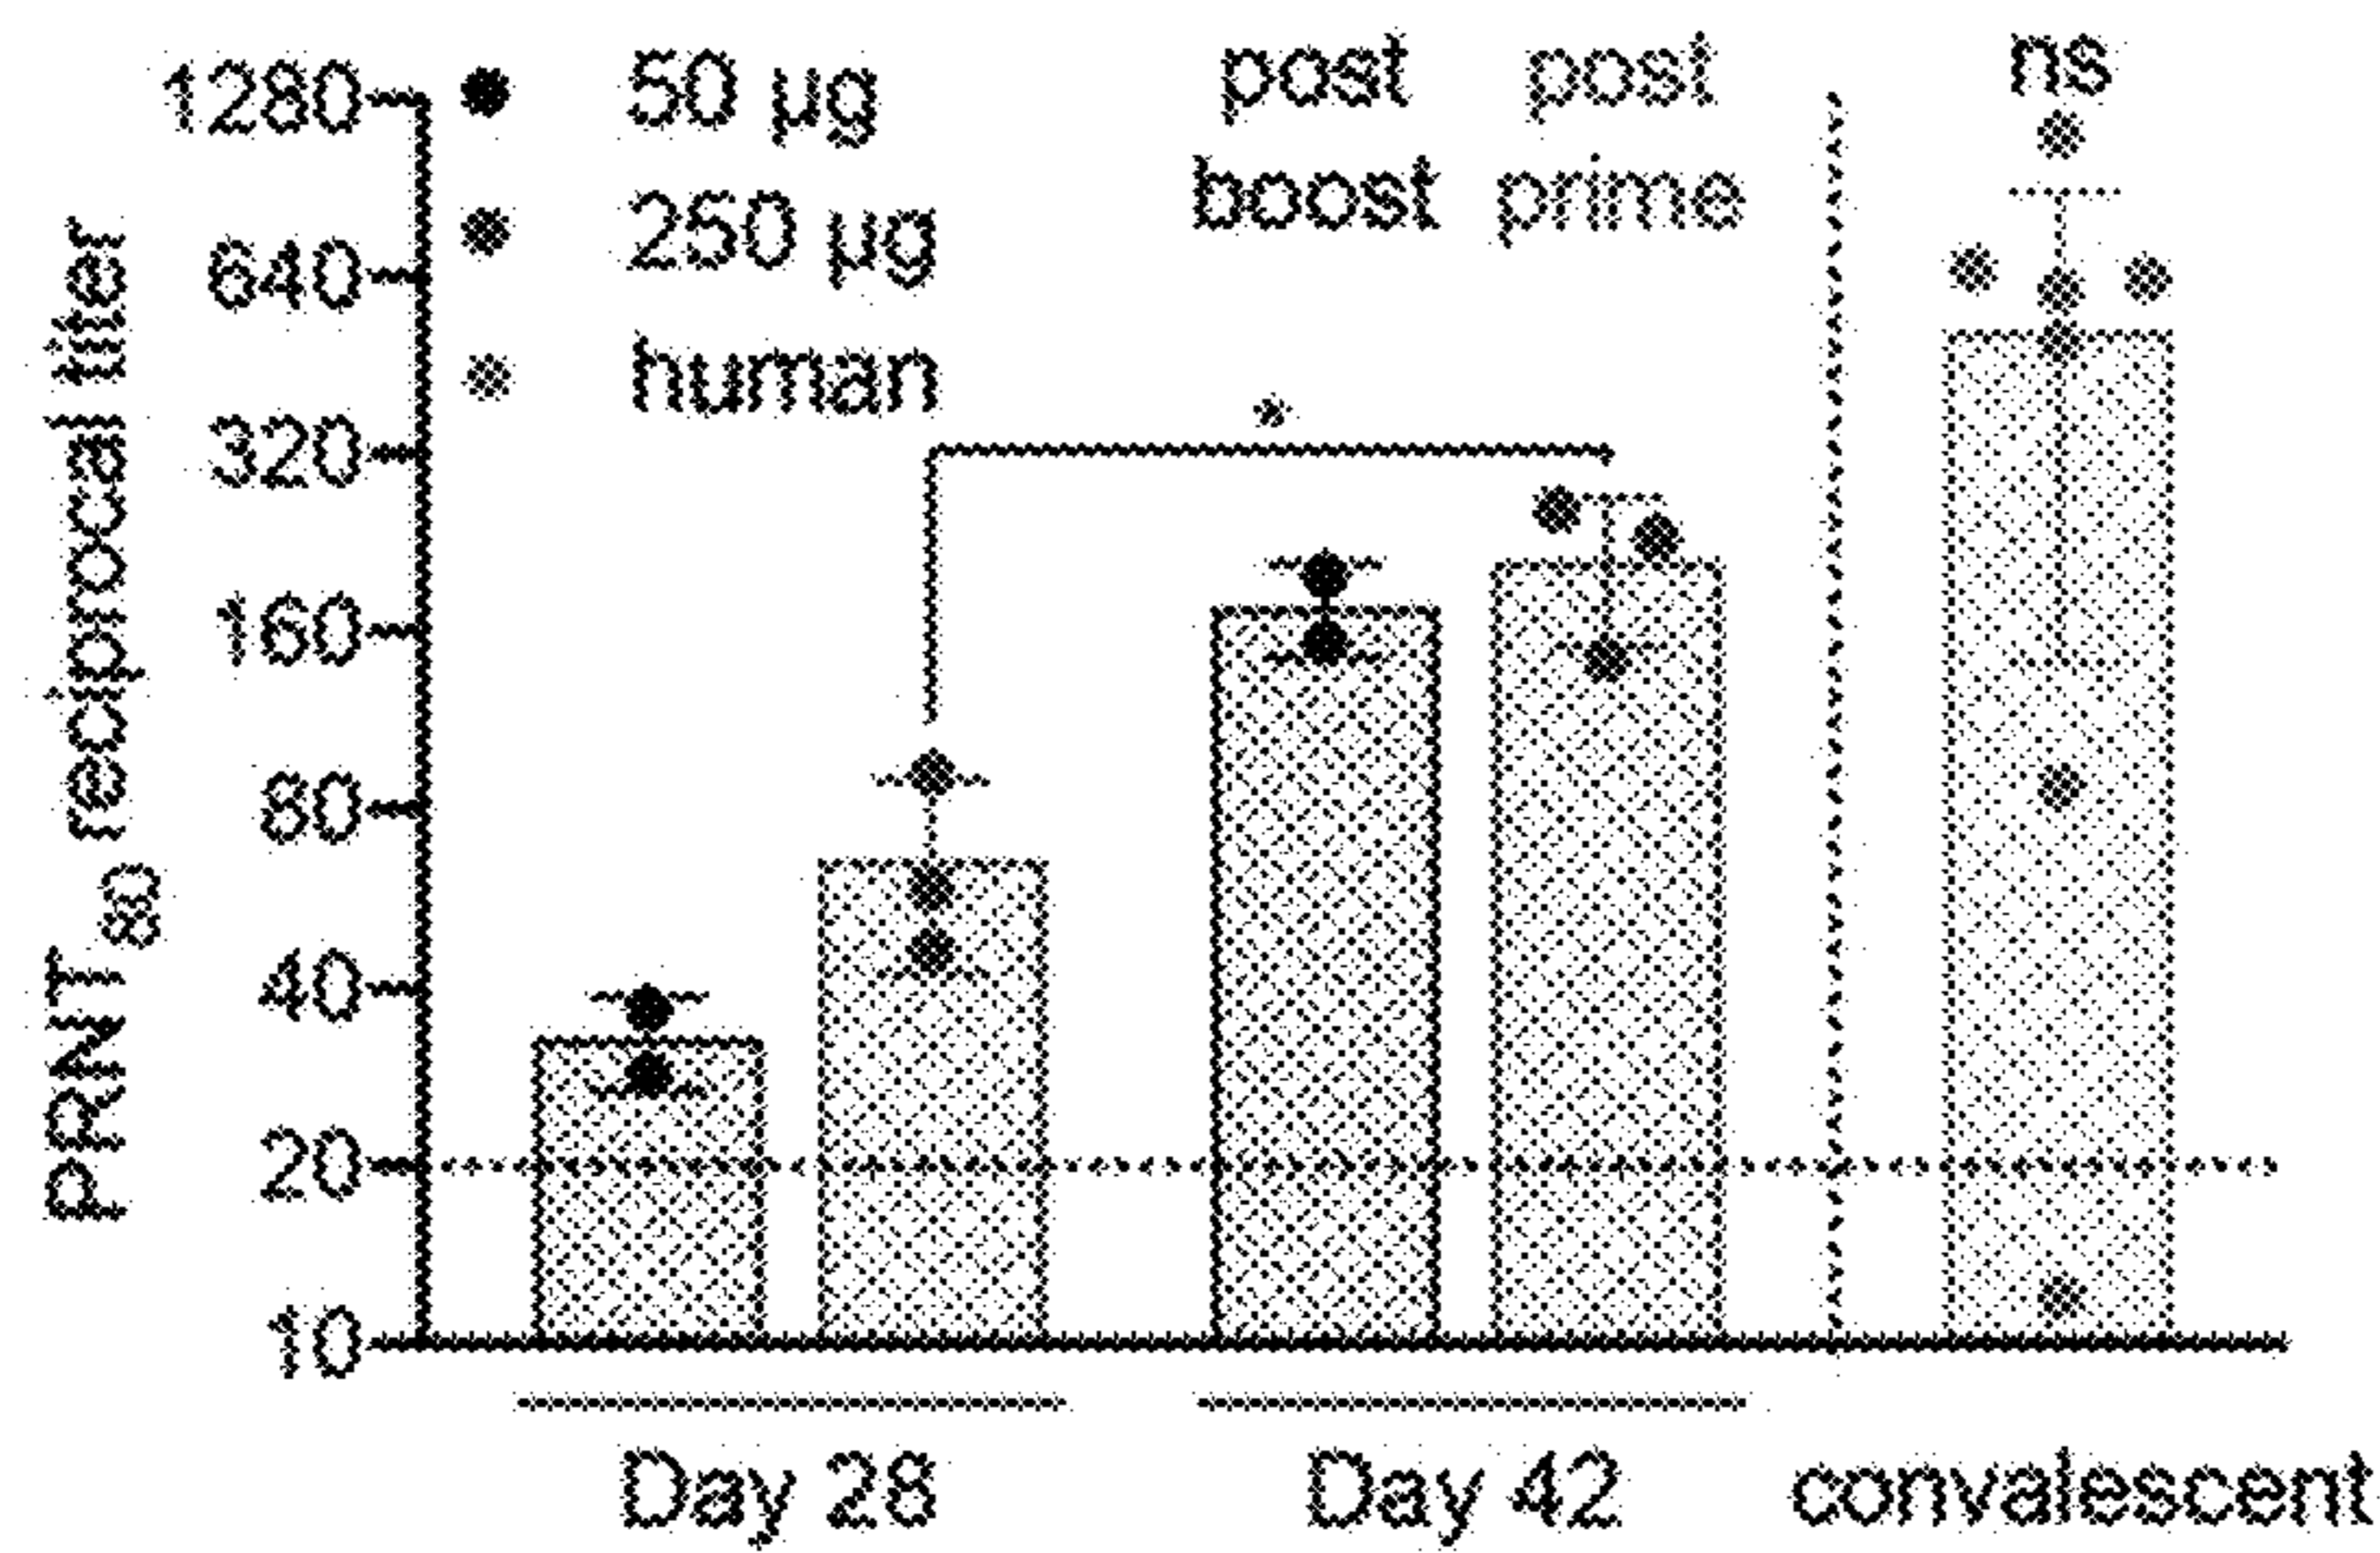 PRNT80 reciprocal titer
1280
640
320
160
80
40
20
10
50 µg
250 µg
human
post boost
post prime
ns
*
Day 28
Day 42
convalescent